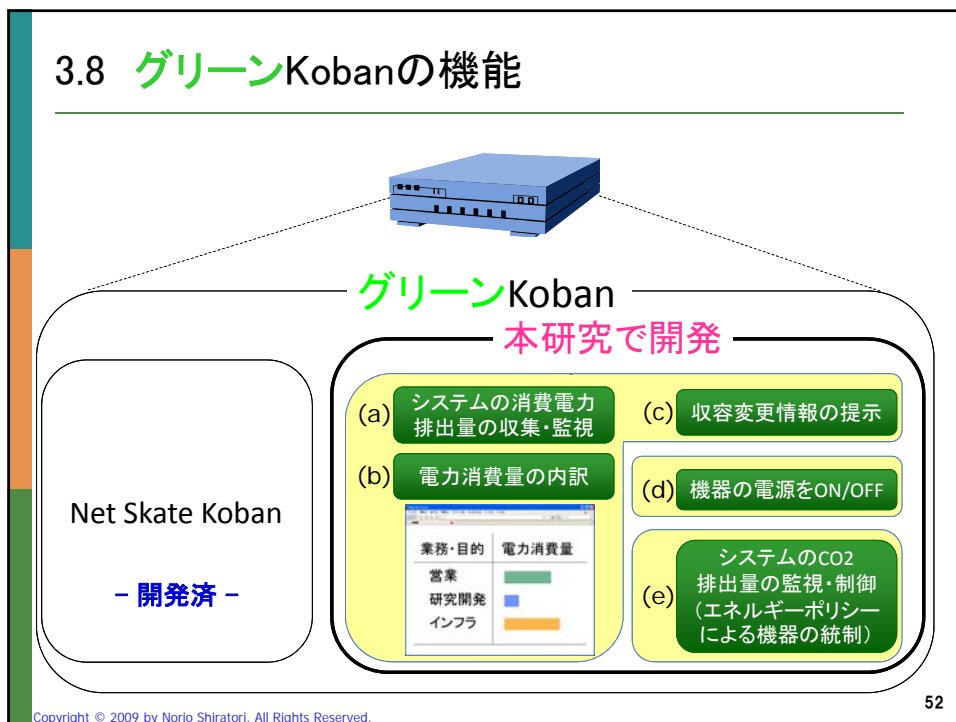 3.8 グリーンKobanの機能
グリーンKoban
本研究で開発
Net Skate Koban
– 開発済 –
(a)
システムの消費電力
排出量の収集・監視
(b)
電力消費量の内訳
業務・目的 電力消費量
営業
研究開発
インフラ
(c)
収容変更情報の提示
(d)
機器の電源をON/OFF
(e)
システムのCO2
排出量の監視・制御
(エネルギーポリシー
による機器の統制)
52
Copyright © 2009 by Norio Shiratori. All Rights Reserved.